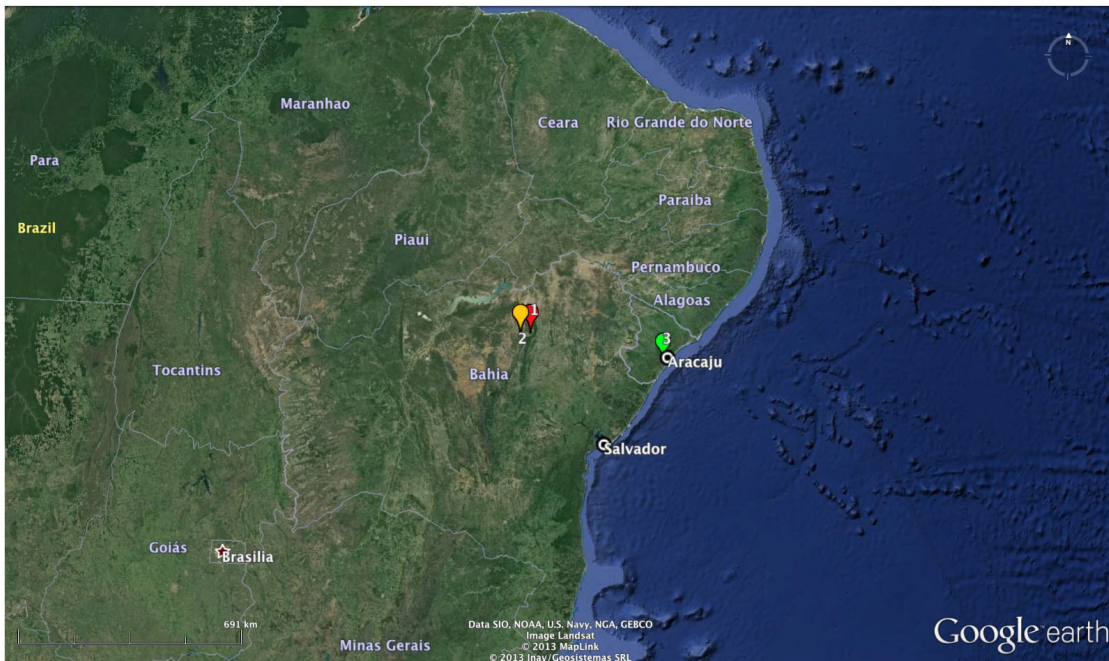 N
Maranhao
Ceara
Rio Grande do Norte
Para
Paraiba
Brazil
Piaui
Pernambuco
Alagoas
1
2
3
Aracaju
Tocantins
Bahia
Salvador
Goiás
Brasilia
691 km
Data SIO, NOAA, U.S. Navy, NGA, GEBCO
Image Landsat
© 2013 MapLink
© 2013 Inav/Geosistemas SRL
Minas Gerais
Google earth